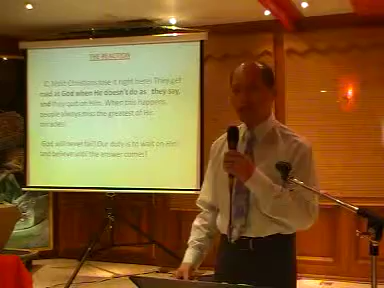 THE REACTION
C. Most Christians lose it right here! They get
mad at God when He doesn't do as they say,
and they quit on Him. When this happens,
people always miss the greatest of His
miracles.
God will never fail! Our duty is to wait on Him
and believe until the answer comes!